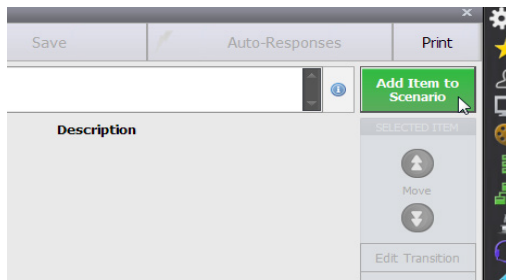 Save
Auto-Responses
Print
Add Item to
Scenario
Description
SELECTED ITEM
Move
Edit Transition